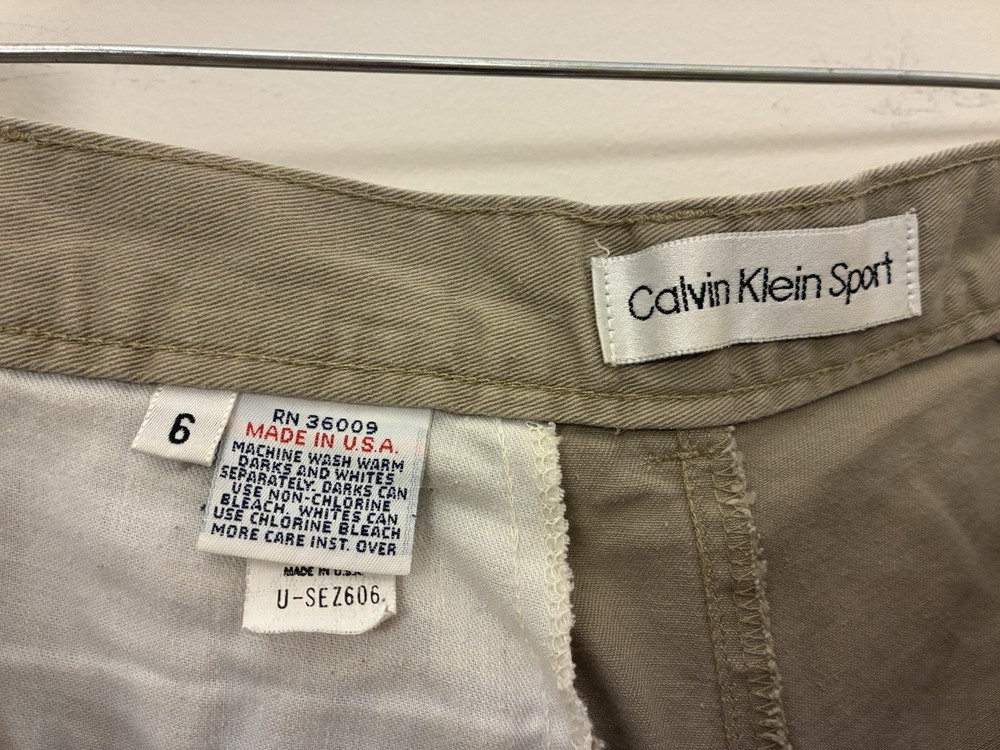 Calvin Klein Sport
6
RN 36009
MADE IN U.S.A.
MACHINE WASH WARM
DARKS AND WHITES
SEPARATELY. DARKS CAN
USE NON-CHLORINE
BLEACH. WHITES CAN
USE CHLORINE BLEACH
MORE CARE INST. OVER
MADE IN U.S.A.
U-SEZ606